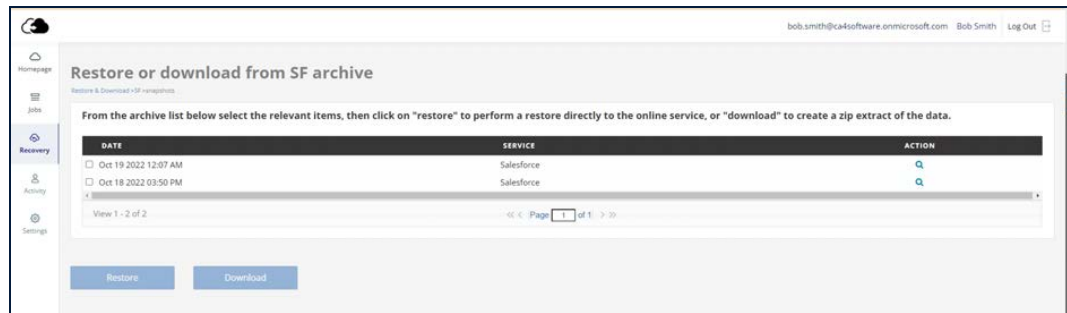 bob.smith@ca4software.onmicrosoft.com Bob Smith Log Out
Homepage
Jobs
Recovery
Activity
Settings
Restore or download from SF archive
Restore & Download >SF >snapshots
From the archive list below select the relevant items, then click on "restore" to perform a restore directly to the online service, or "download" to create a zip extract of the data.
DATE SERVICE ACTION
Oct 19 2022 12:07 AM Salesforce
Oct 18 2022 03:50 PM Salesforce
View 1 - 2 of 2 Page 1 of 1
Restore Download